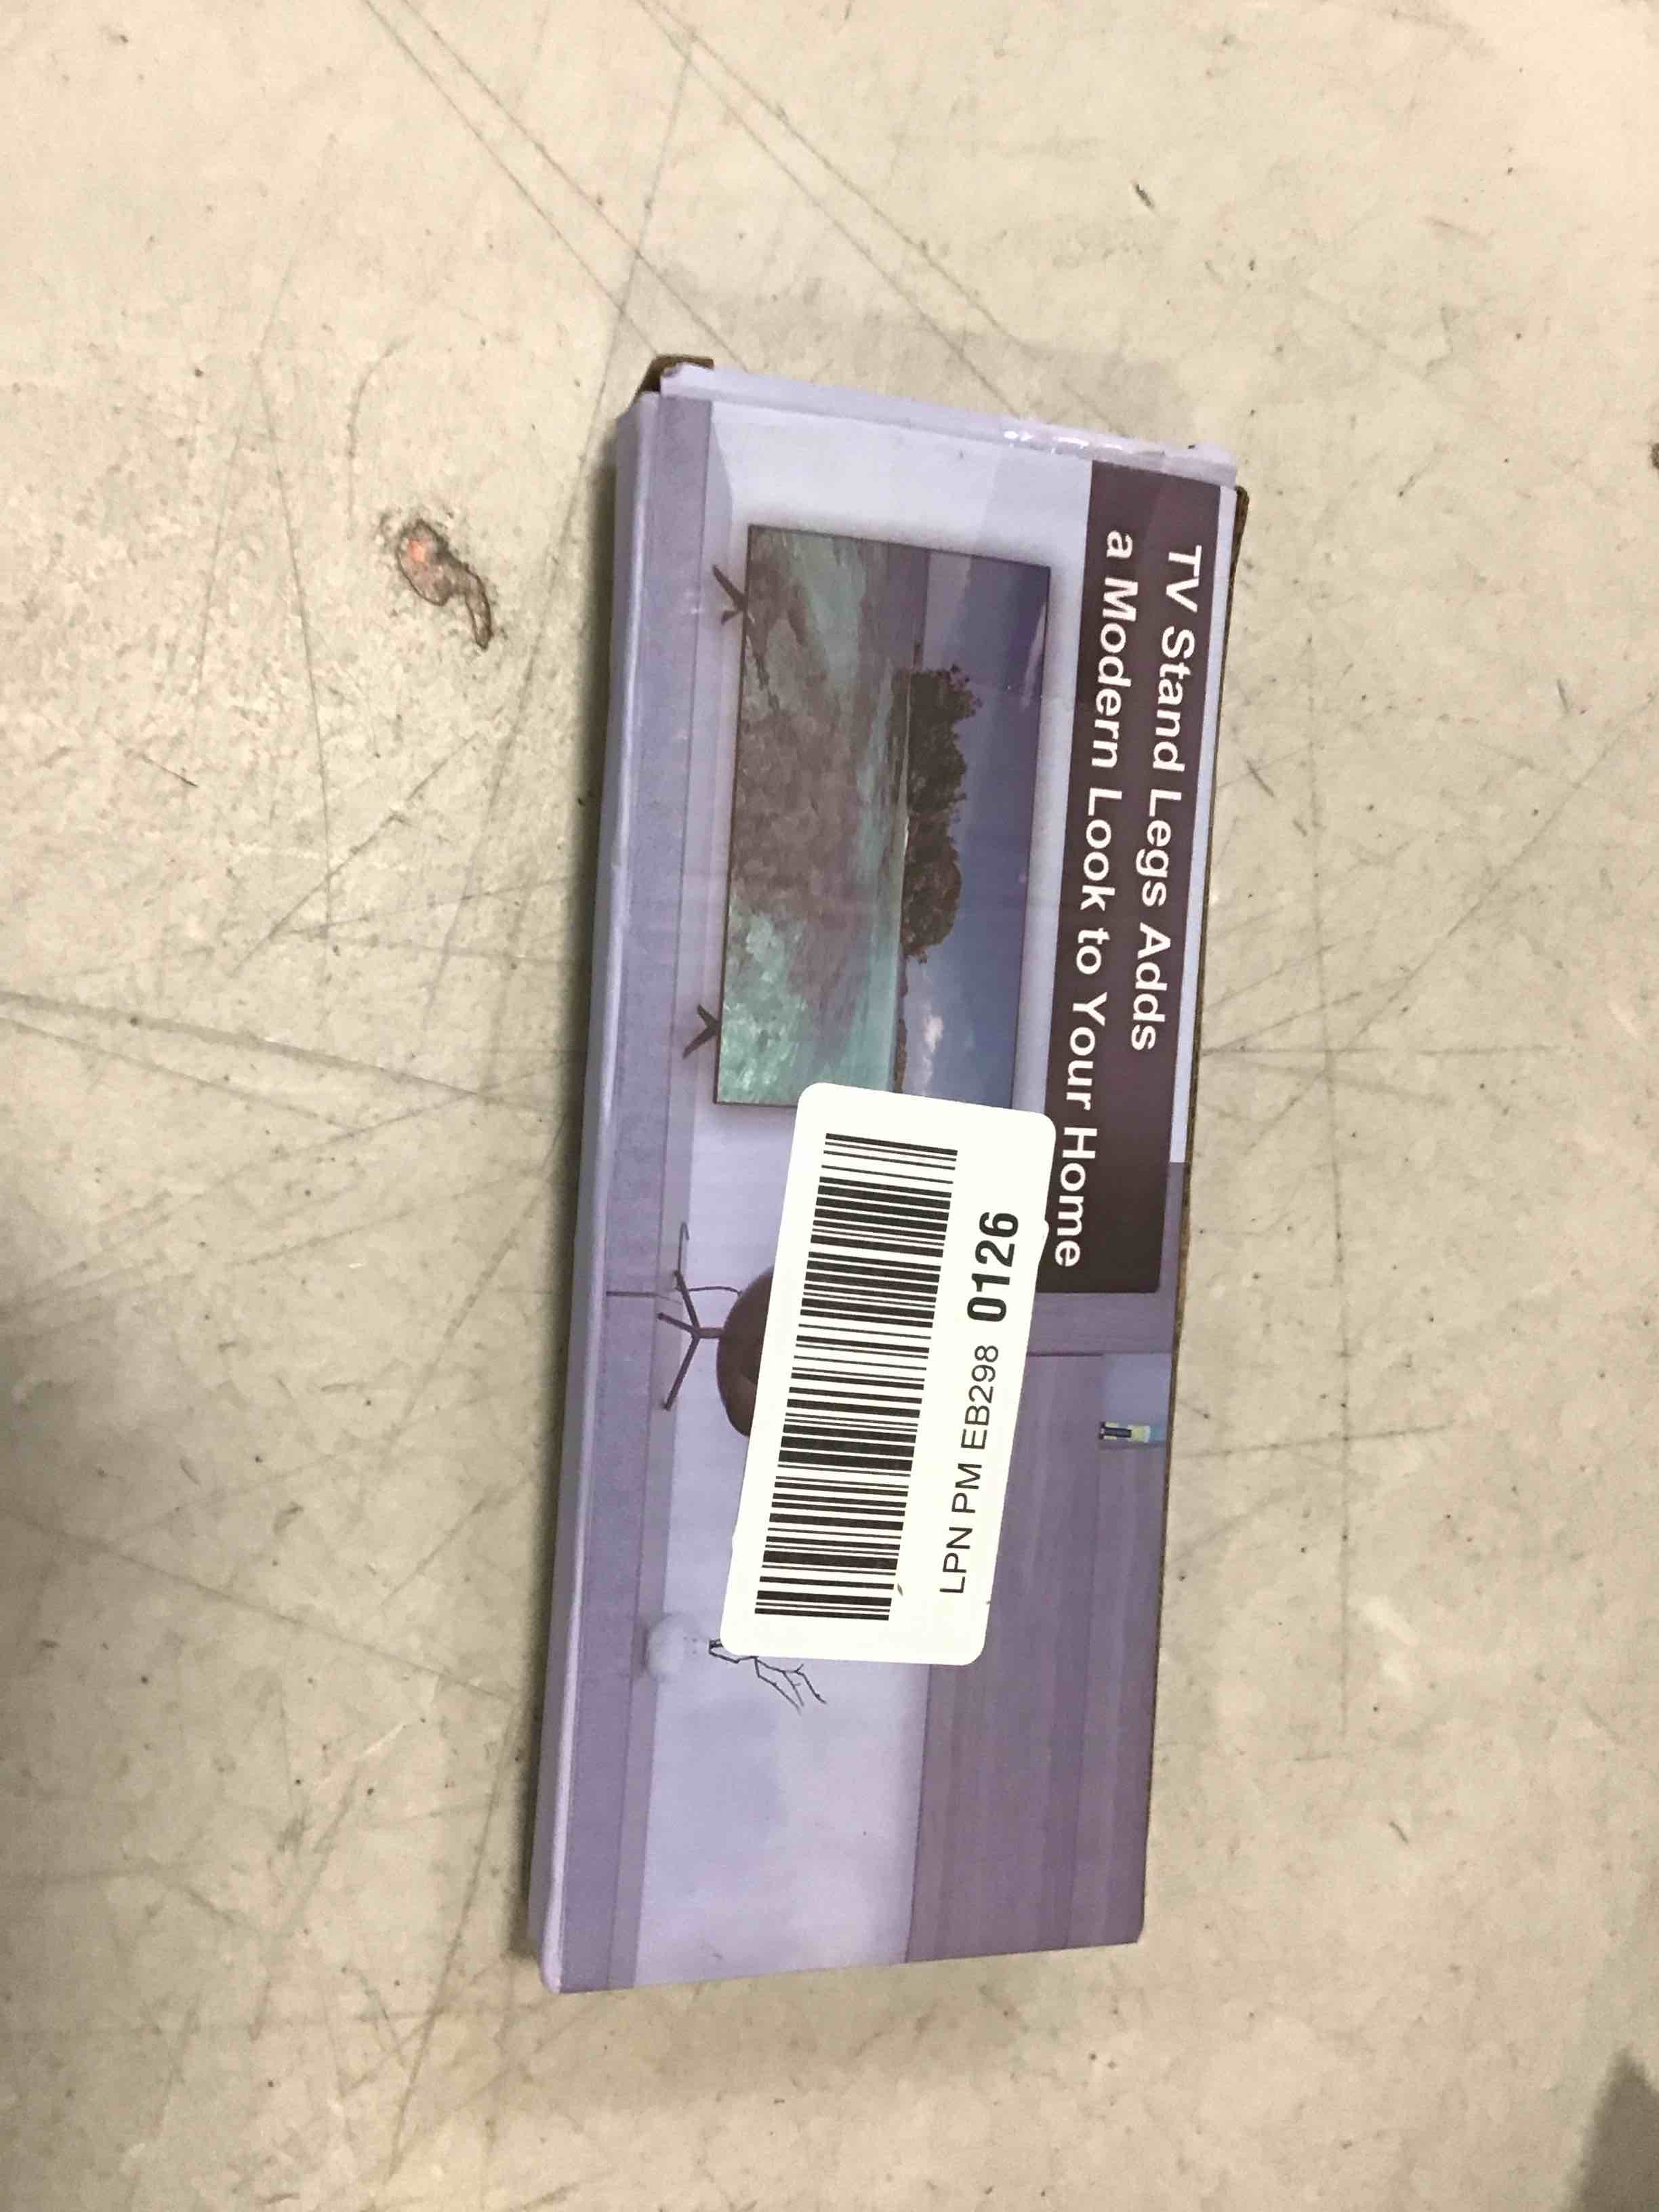 TV Stand Legs Adds
a Modern Look to Your Home
LPN PM EB298 0126